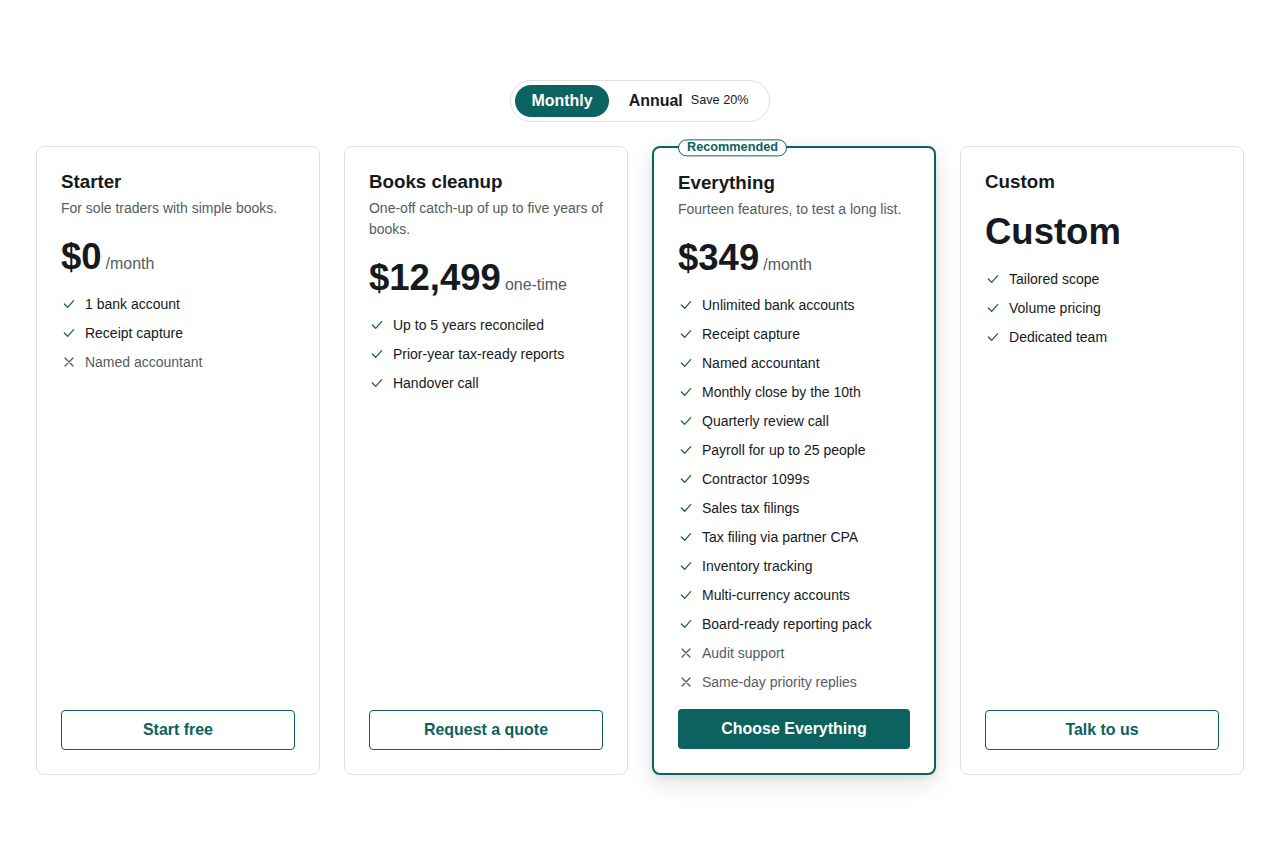 Monthly Annual Save 20%
Starter
For sole traders with simple books.
$0 /month
1 bank account
Receipt capture
Named accountant
Start free
Books cleanup
One-off catch-up of up to five years of
books.
$12,499 one-time
Up to 5 years reconciled
Prior-year tax-ready reports
Handover call
Request a quote
Recommended
Everything
Fourteen features, to test a long list.
$349 /month
Unlimited bank accounts
Receipt capture
Named accountant
Monthly close by the 10th
Quarterly review call
Payroll for up to 25 people
Contractor 1099s
Sales tax filings
Tax filing via partner CPA
Inventory tracking
Multi-currency accounts
Board-ready reporting pack
Audit support
Same-day priority replies
Choose Everything
Custom
Custom
Tailored scope
Volume pricing
Dedicated team
Talk to us